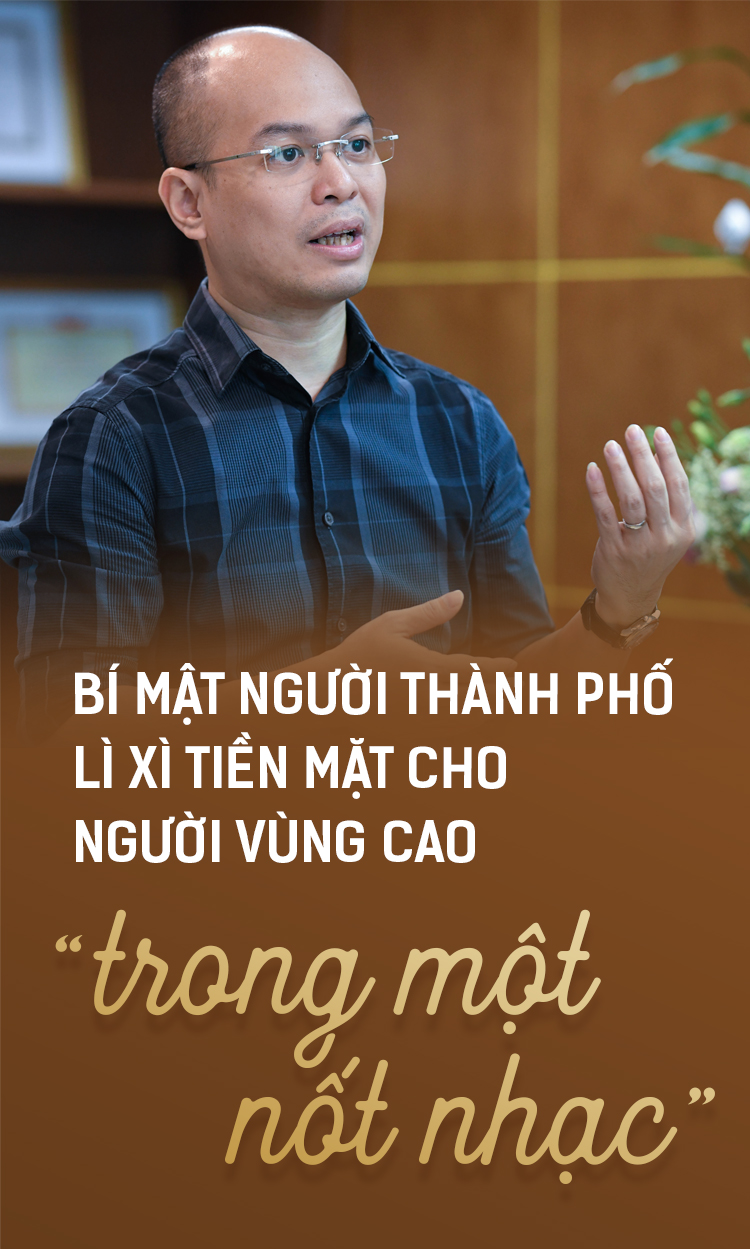 BÍ MẬT NGƯỜI THÀNH PHỐ
LÌ XÌ TIỀN MẶT CHO
NGƯỜI VÙNG CAO
“trong một
nốt nhạc”